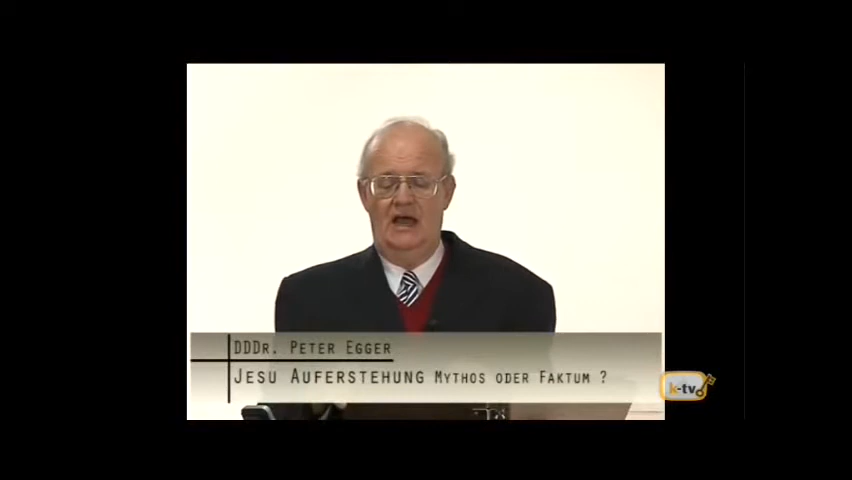 DDDr. Peter Egger
Jesu Auferstehung Mythos oder Faktum ?
k-tv